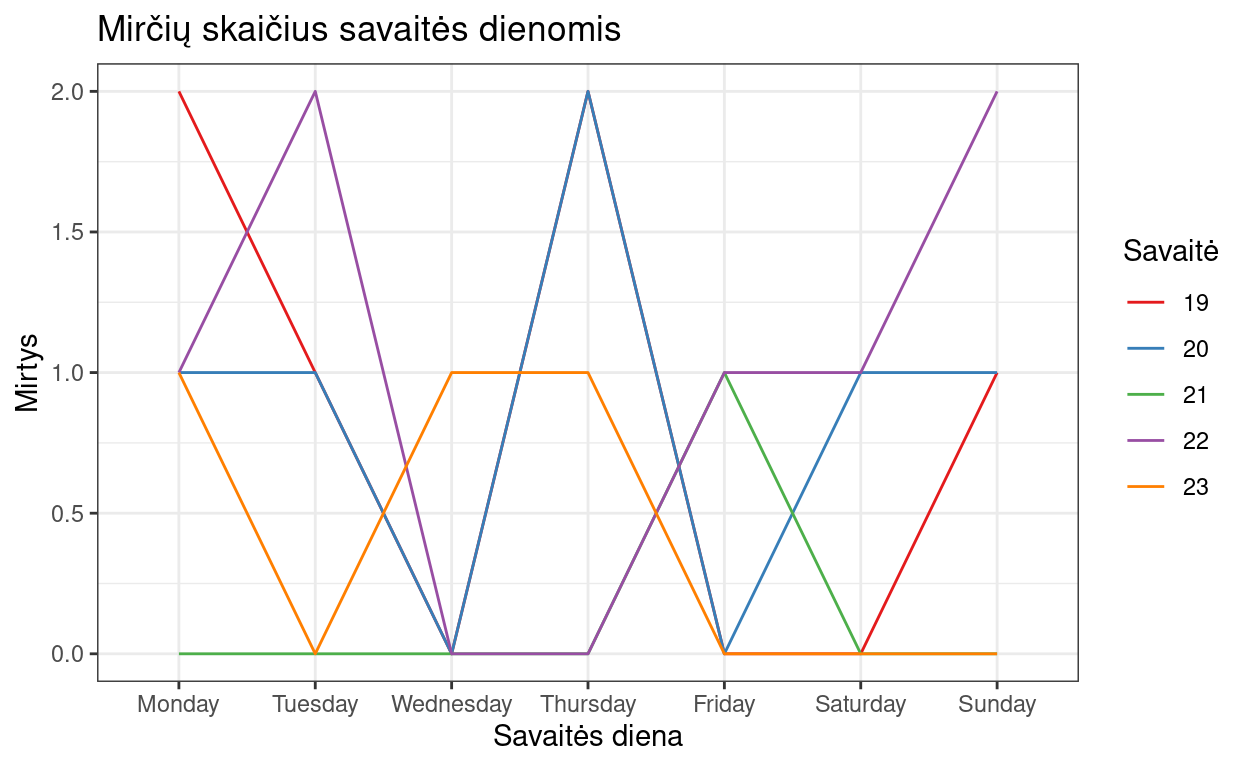 Mirčių skaičius savaitės dienomis
Mirtys
2.0
1.5
1.0
0.5
0.0
Monday Tuesday Wednesday Thursday Friday Saturday Sunday
Savaitės diena
Savaitė
19
20
21
22
23